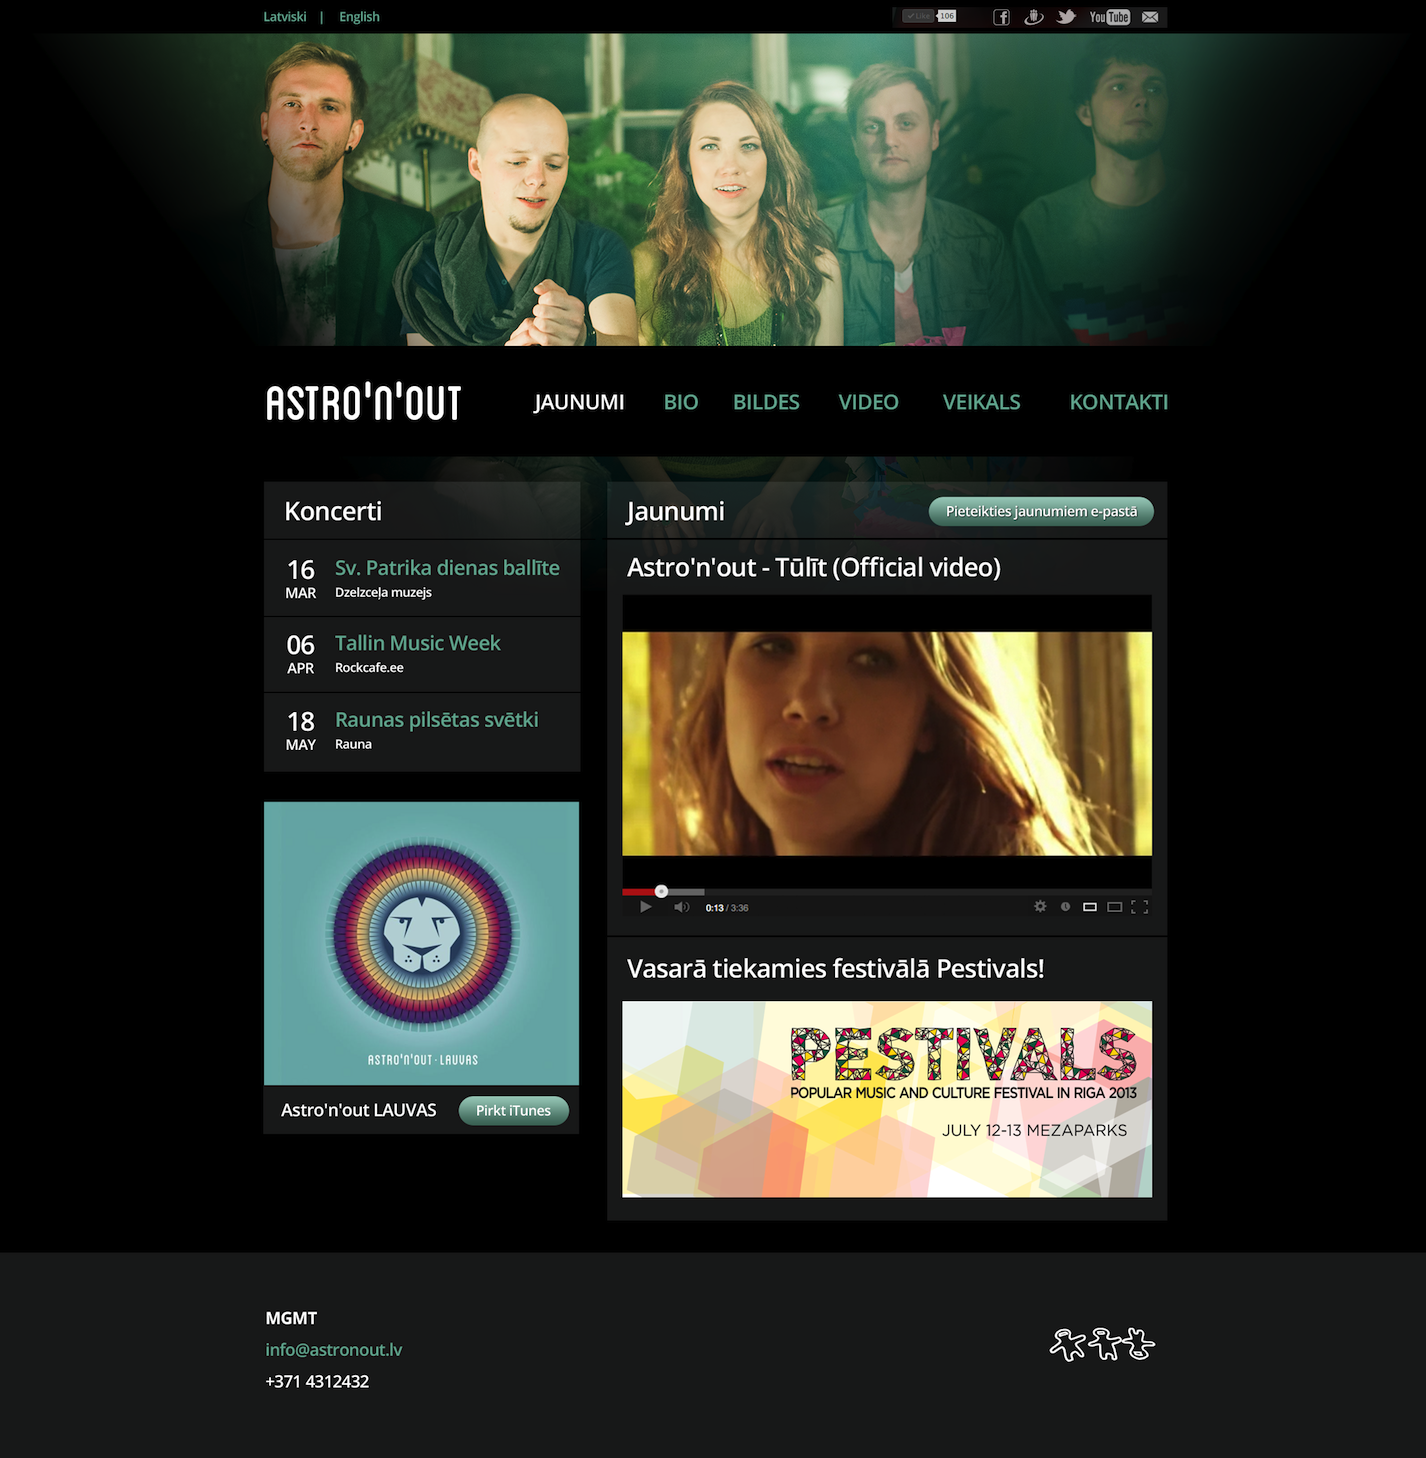 Latviski | English
Like 106
You Tube
ASTRO'N'OUT
JAUNUMI BIO BILDES VIDEO VEIKALS KONTAKTI
Koncerti
16 MAR
Sv. Patrika dienas ballīte
Dzelzceļa muzejs
06 APR
Tallin Music Week
Rockcafe.ee
18 MAY
Raunas pilsētas svētki
Rauna
ASTRO'N'OUT · LAUVAS
Astro'n'out LAUVAS
Pirkt iTunes
Jaunumi
Pieteikties jaunumiem e-pastā
Astro'n'out - Tūlīt (Official video)
0:13 / 3:36
Vasarā tiekamies festivālā Pestivals!
PESTIVALS
POPULAR MUSIC AND CULTURE FESTIVAL IN RIGA 2013
JULY 12-13 MEZAPARKS
MGMT
info@astronout.lv
+371 4312432